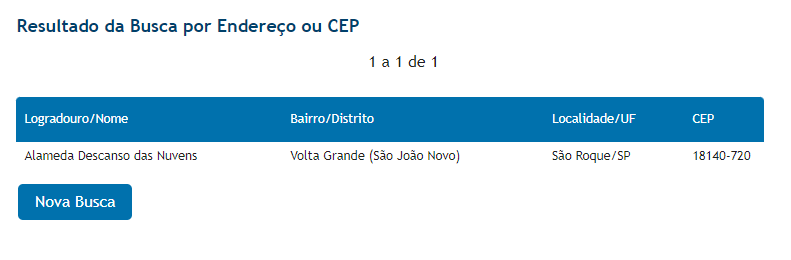 Resultado da Busca por Endereço ou CEP
1 a 1 de 1
Logradouro/Nome Bairro/Distrito Localidade/UF CEP
Alameda Descanso das Nuvens Volta Grande (São João Novo) São Roque/SP 18140-720
Nova Busca